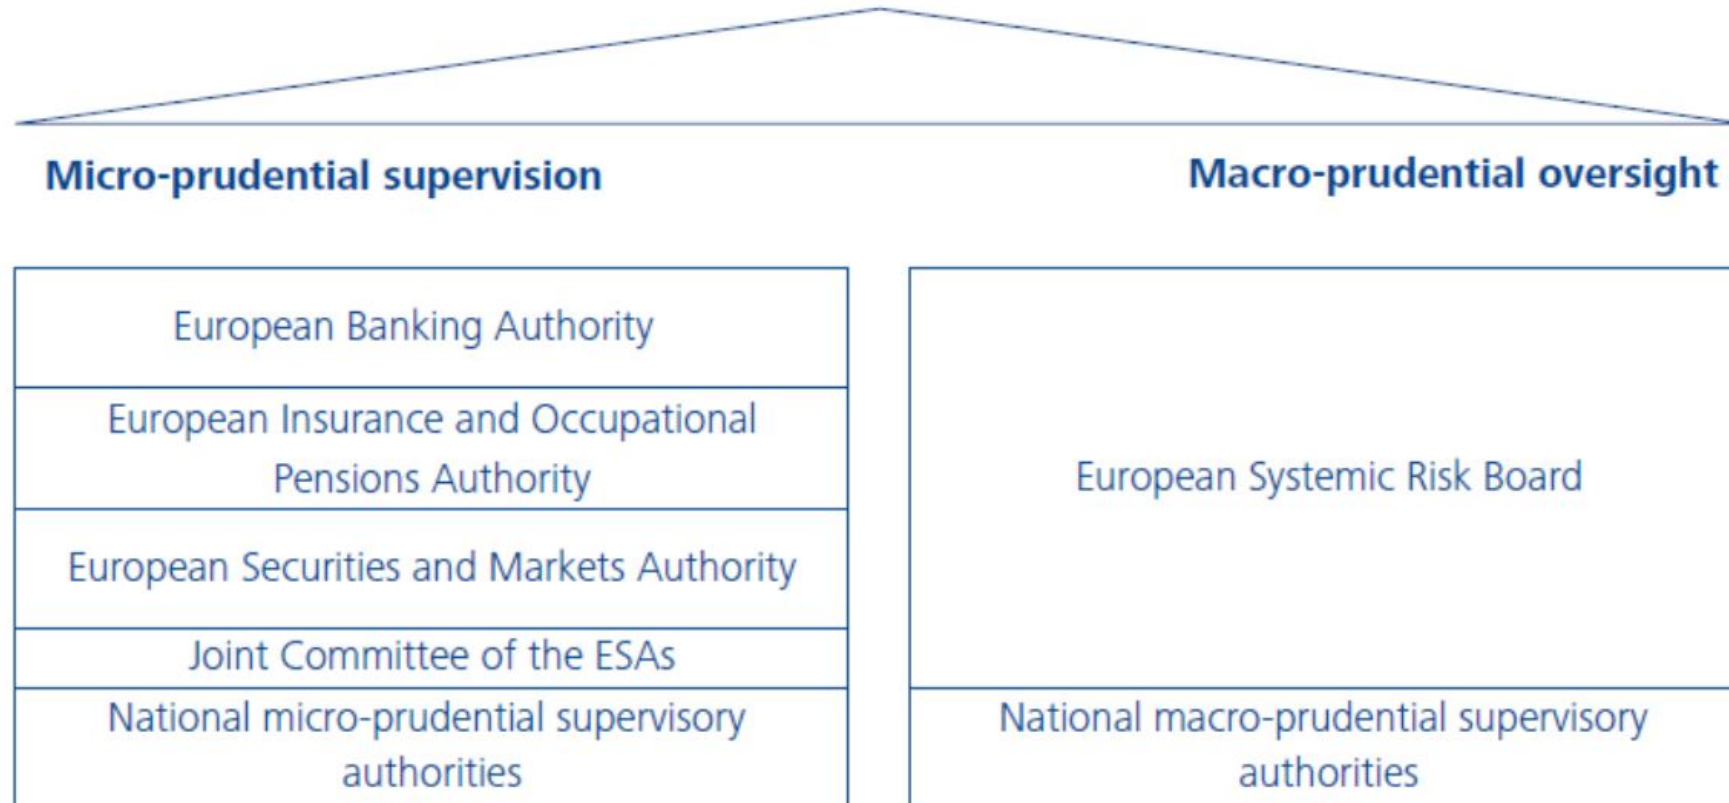 Micro-prudential supervision
Macro-prudential oversight
European Banking Authority
European Insurance and Occupational
Pensions Authority
European Securities and Markets Authority
Joint Committee of the ESAs
National micro-prudential supervisory
authorities
European Systemic Risk Board
National macro-prudential supervisory
authorities